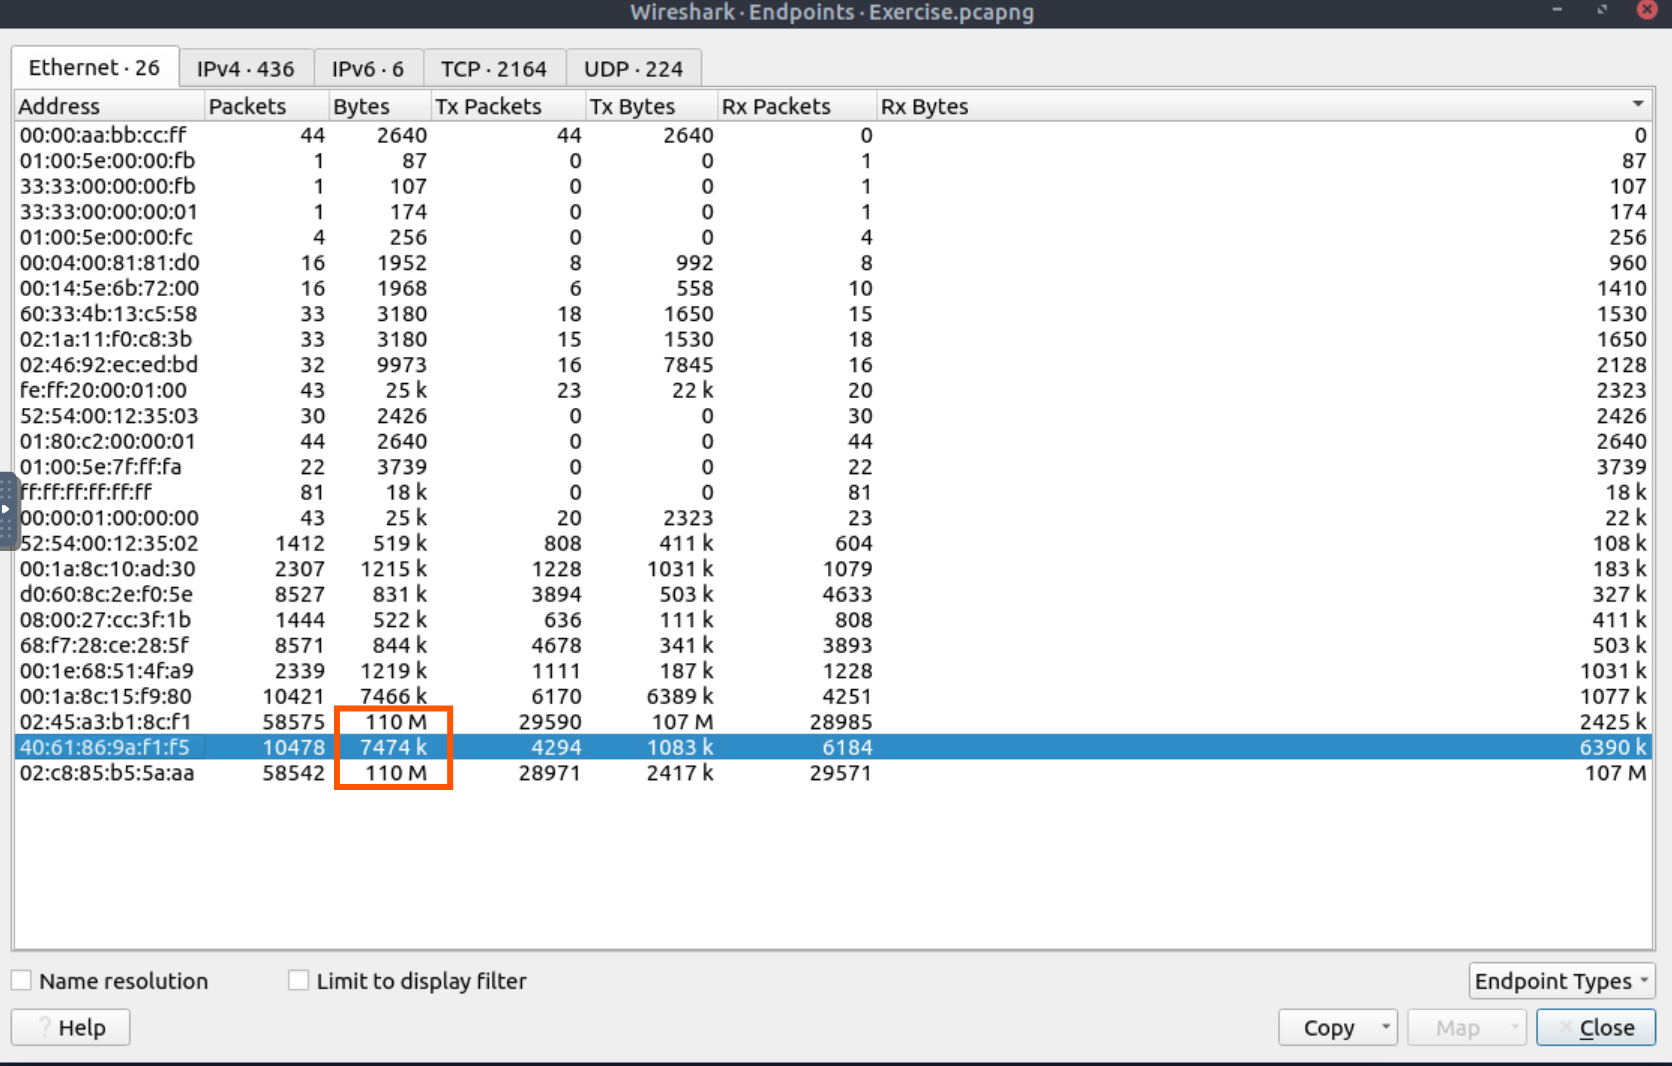 Wireshark · Endpoints · Exercise.pcapng
Ethernet · 26 IPv4 · 436 IPv6 · 6 TCP · 2164 UDP · 224
Address Packets Bytes Tx Packets Tx Bytes Rx Packets Rx Bytes
00:00:aa:bb:cc:ff 44 2640 44 2640 0 0
01:00:5e:00:00:fb 1 87 0 0 1 87
33:33:00:00:00:fb 1 107 0 0 1 107
33:33:00:00:00:01 1 174 0 0 1 174
01:00:5e:00:00:fc 4 256 0 0 4 256
00:04:00:81:81:d0 16 1952 8 992 8 960
00:14:5e:6b:72:00 16 1968 6 558 10 1410
60:33:4b:13:c5:58 33 3180 18 1650 15 1530
02:1a:11:f0:c8:3b 33 3180 15 1530 18 1650
02:46:92:ec:ed:bd 32 9973 16 7845 16 2128
fe:ff:20:00:01:00 43 25 k 23 22 k 20 2323
52:54:00:12:35:03 30 2426 0 0 30 2426
01:80:c2:00:00:01 44 2640 0 0 44 2640
01:00:5e:7f:ff:fa 22 3739 0 0 22 3739
ff:ff:ff:ff:ff:ff 81 18 k 0 0 81 18 k
00:00:01:00:00:00 43 25 k 20 2323 23 22 k
52:54:00:12:35:02 1412 519 k 808 411 k 604 108 k
00:1a:8c:10:ad:30 2307 1215 k 1228 1031 k 1079 183 k
d0:60:8c:2e:f0:5e 8527 831 k 3894 503 k 4633 327 k
08:00:27:cc:3f:1b 1444 522 k 636 111 k 808 411 k
68:f7:28:ce:28:5f 8571 844 k 4678 341 k 3893 503 k
00:1e:68:51:4f:a9 2339 1219 k 1111 187 k 1228 1031 k
00:1a:8c:15:f9:80 10421 7466 k 6170 6389 k 4251 1077 k
02:45:a3:b1:8c:f1 58575 110 M 29590 107 M 28985 2425 k
40:61:86:9a:f1:f5 10478 7474 k 4294 1083 k 6184 6390 k
02:c8:85:b5:5a:aa 58542 110 M 28971 2417 k 29571 107 M
Name resolution Limit to display filter Endpoint Types
? Help Copy Map Close